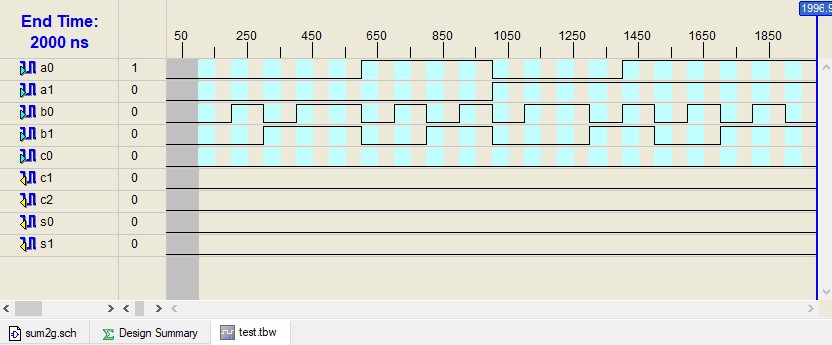 1996.9
End Time:
2000 ns
50 250 450 650 850 1050 1250 1450 1650 1850
a0 1
a1 0
b0 0
b1 0
c0 0
c1 0
c2 0
s0 0
s1 0
sum2g.sch Design Summary test.tbw